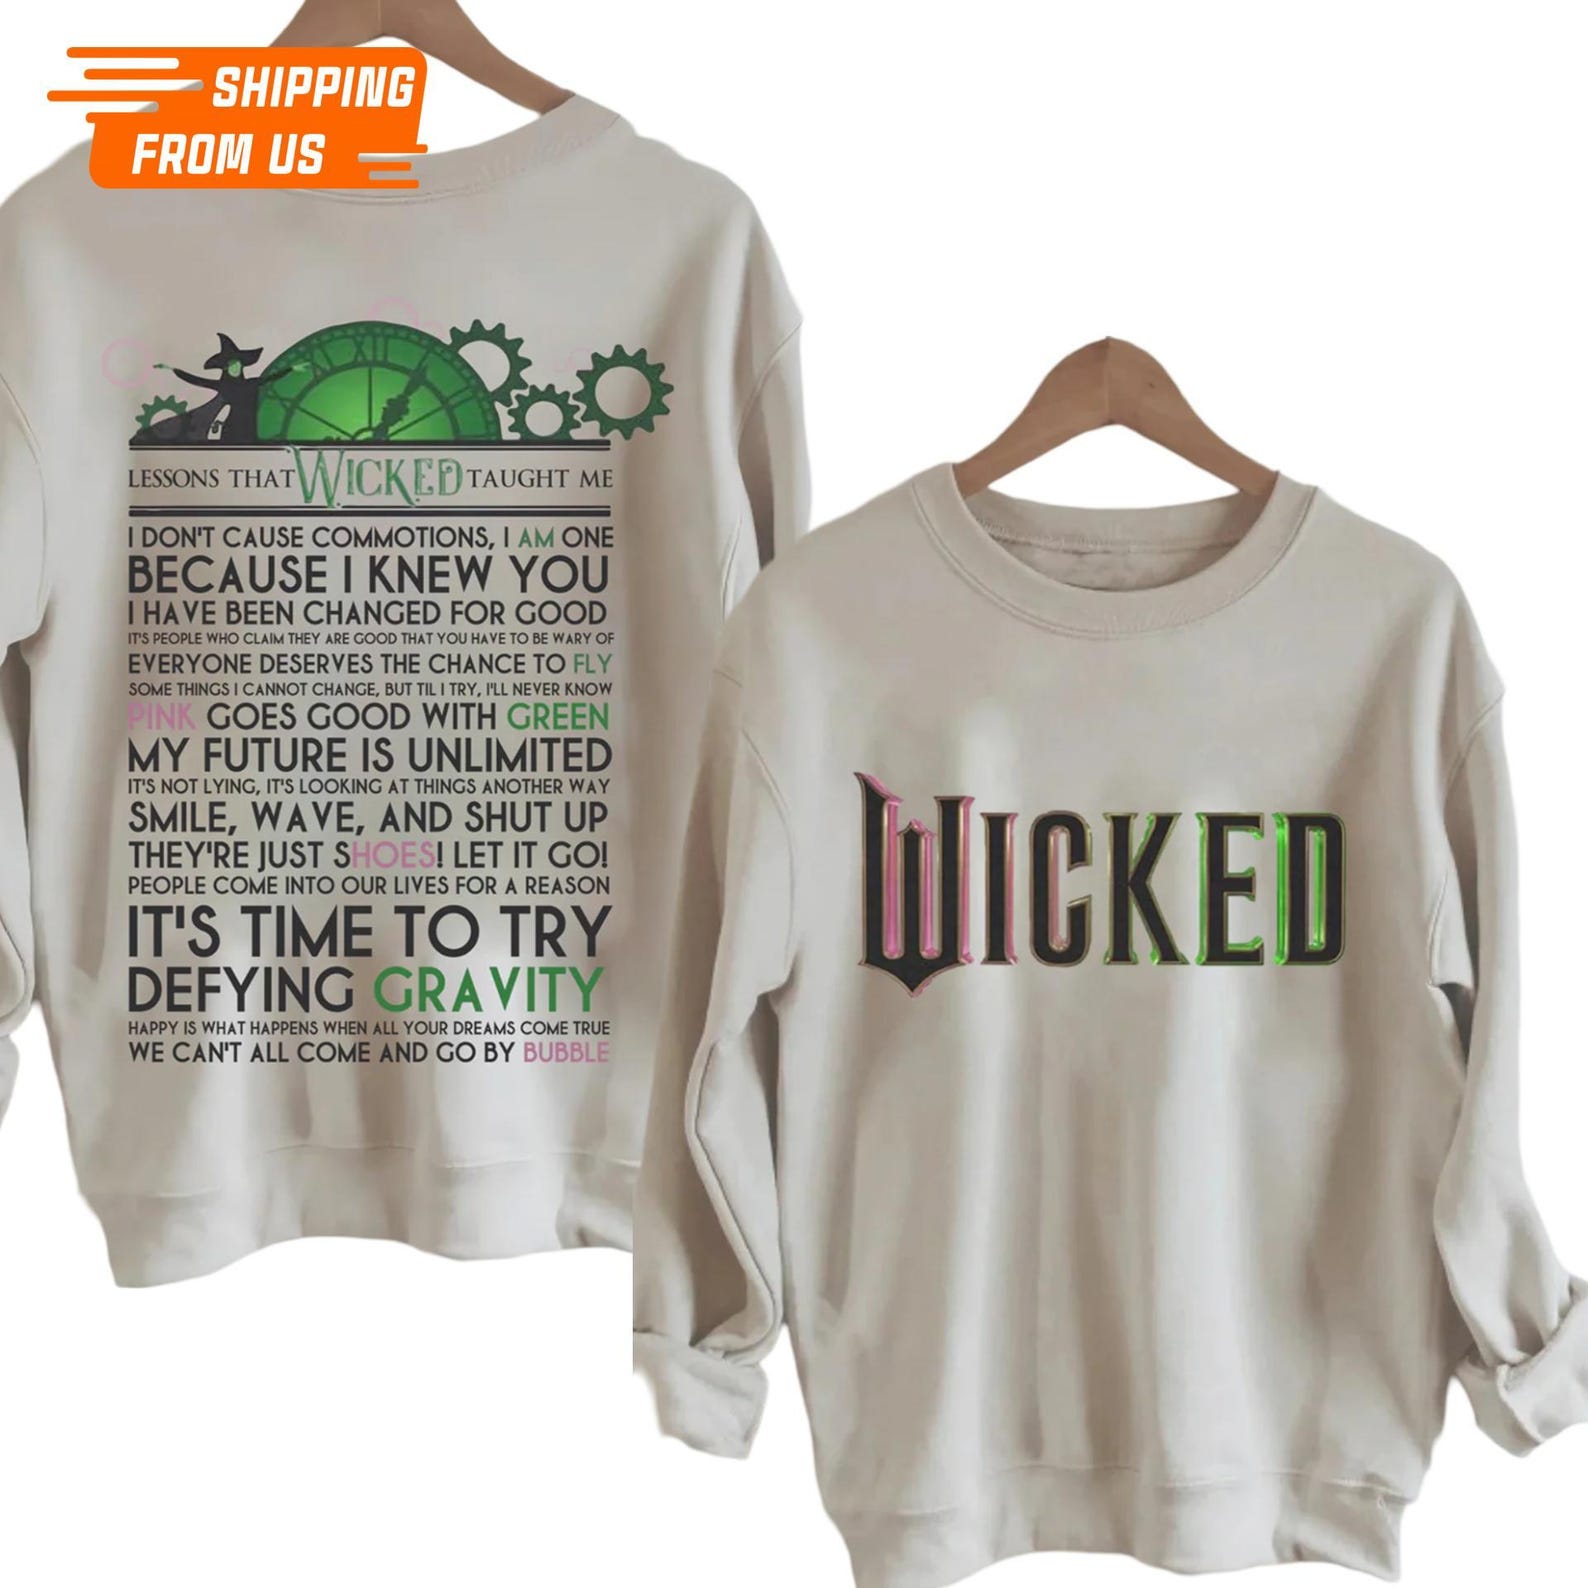 SHIPPING
FROM US
LESSONS THAT WICKED TAUGHT ME
I DON'T CAUSE COMMOTIONS, I AM ONE
BECAUSE I KNEW YOU
I HAVE BEEN CHANGED FOR GOOD
IT'S PEOPLE WHO CLAIM THEY ARE GOOD THAT YOU HAVE TO BE WARY OF
EVERYONE DESERVES THE CHANCE TO FLY
SOME THINGS I CANNOT CHANGE, BUT TIL I TRY, I'LL NEVER KNOW
PINK GOES GOOD WITH GREEN
MY FUTURE IS UNLIMITED
IT'S NOT LYING, IT'S LOOKING AT THINGS ANOTHER WAY
SMILE, WAVE, AND SHUT UP
THEY'RE JUST SHOES! LET IT GO!
PEOPLE COME INTO OUR LIVES FOR A REASON
IT'S TIME TO TRY
DEFYING GRAVITY
HAPPY IS WHAT HAPPENS WHEN ALL YOUR DREAMS COME TRUE
WE CAN'T ALL COME AND GO BY BUBBLE
WICKED